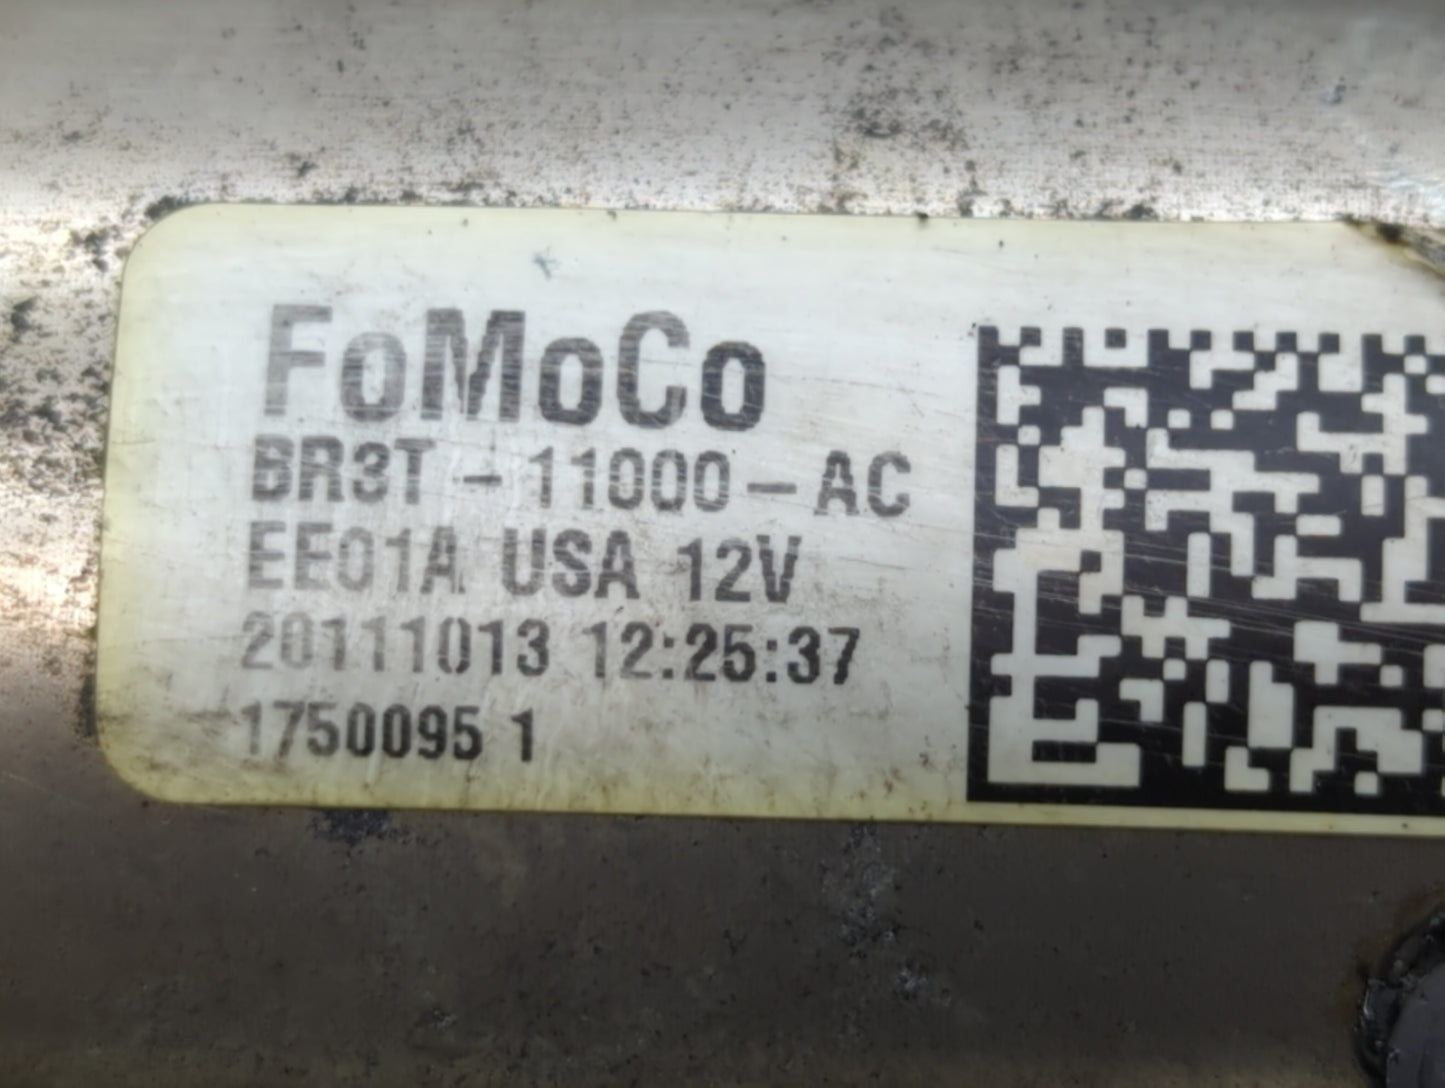 FoMoCo
BR3T-11000-AC
EE01A USA 12V
20111013 12:25:37
1750095 1